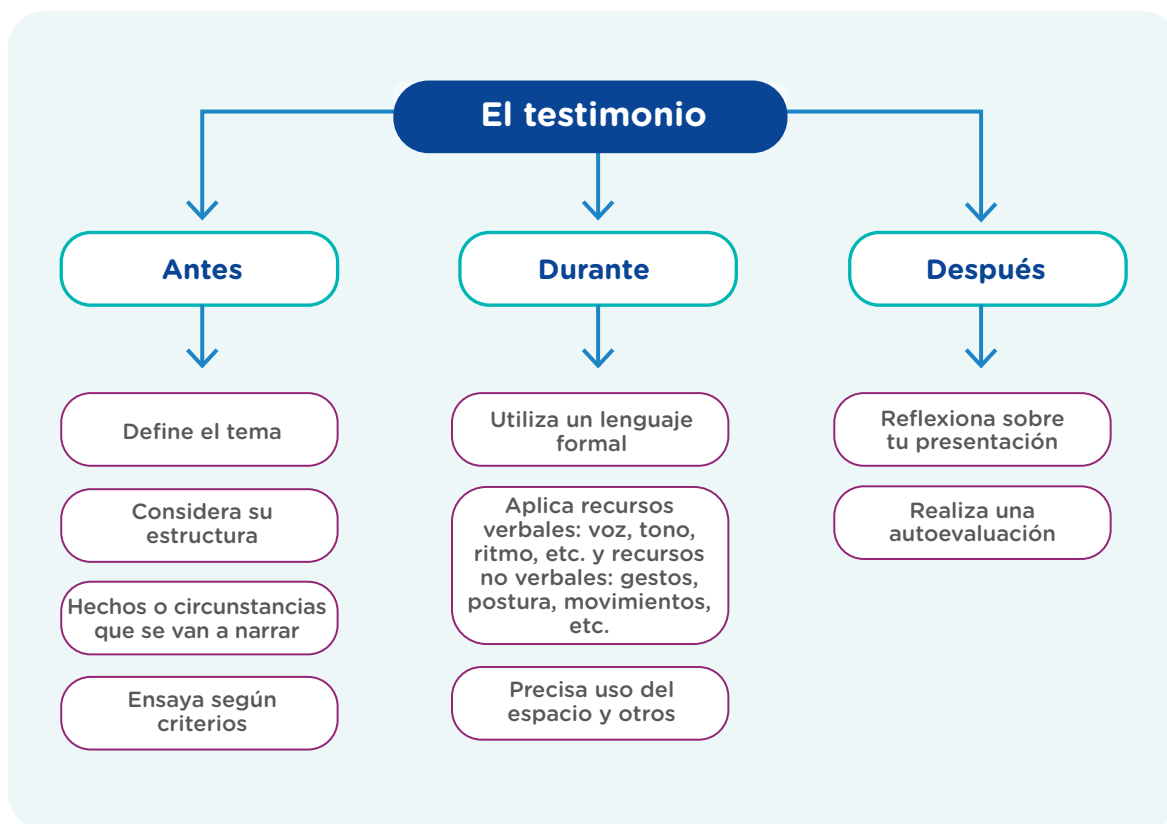 El testimonio
Antes
Define el tema
Considera su
estructura
Hechos o circunstancias
que se van a narrar
Ensaya según
criterios
Durante
Utiliza un lenguaje
formal
Aplica recursos
verbales: voz, tono,
ritmo, etc. y recursos
no verbales: gestos,
postura, movimientos,
etc.
Precisa uso del
espacio y otros
Después
Reflexiona sobre
tu presentación
Realiza una
autoevaluación